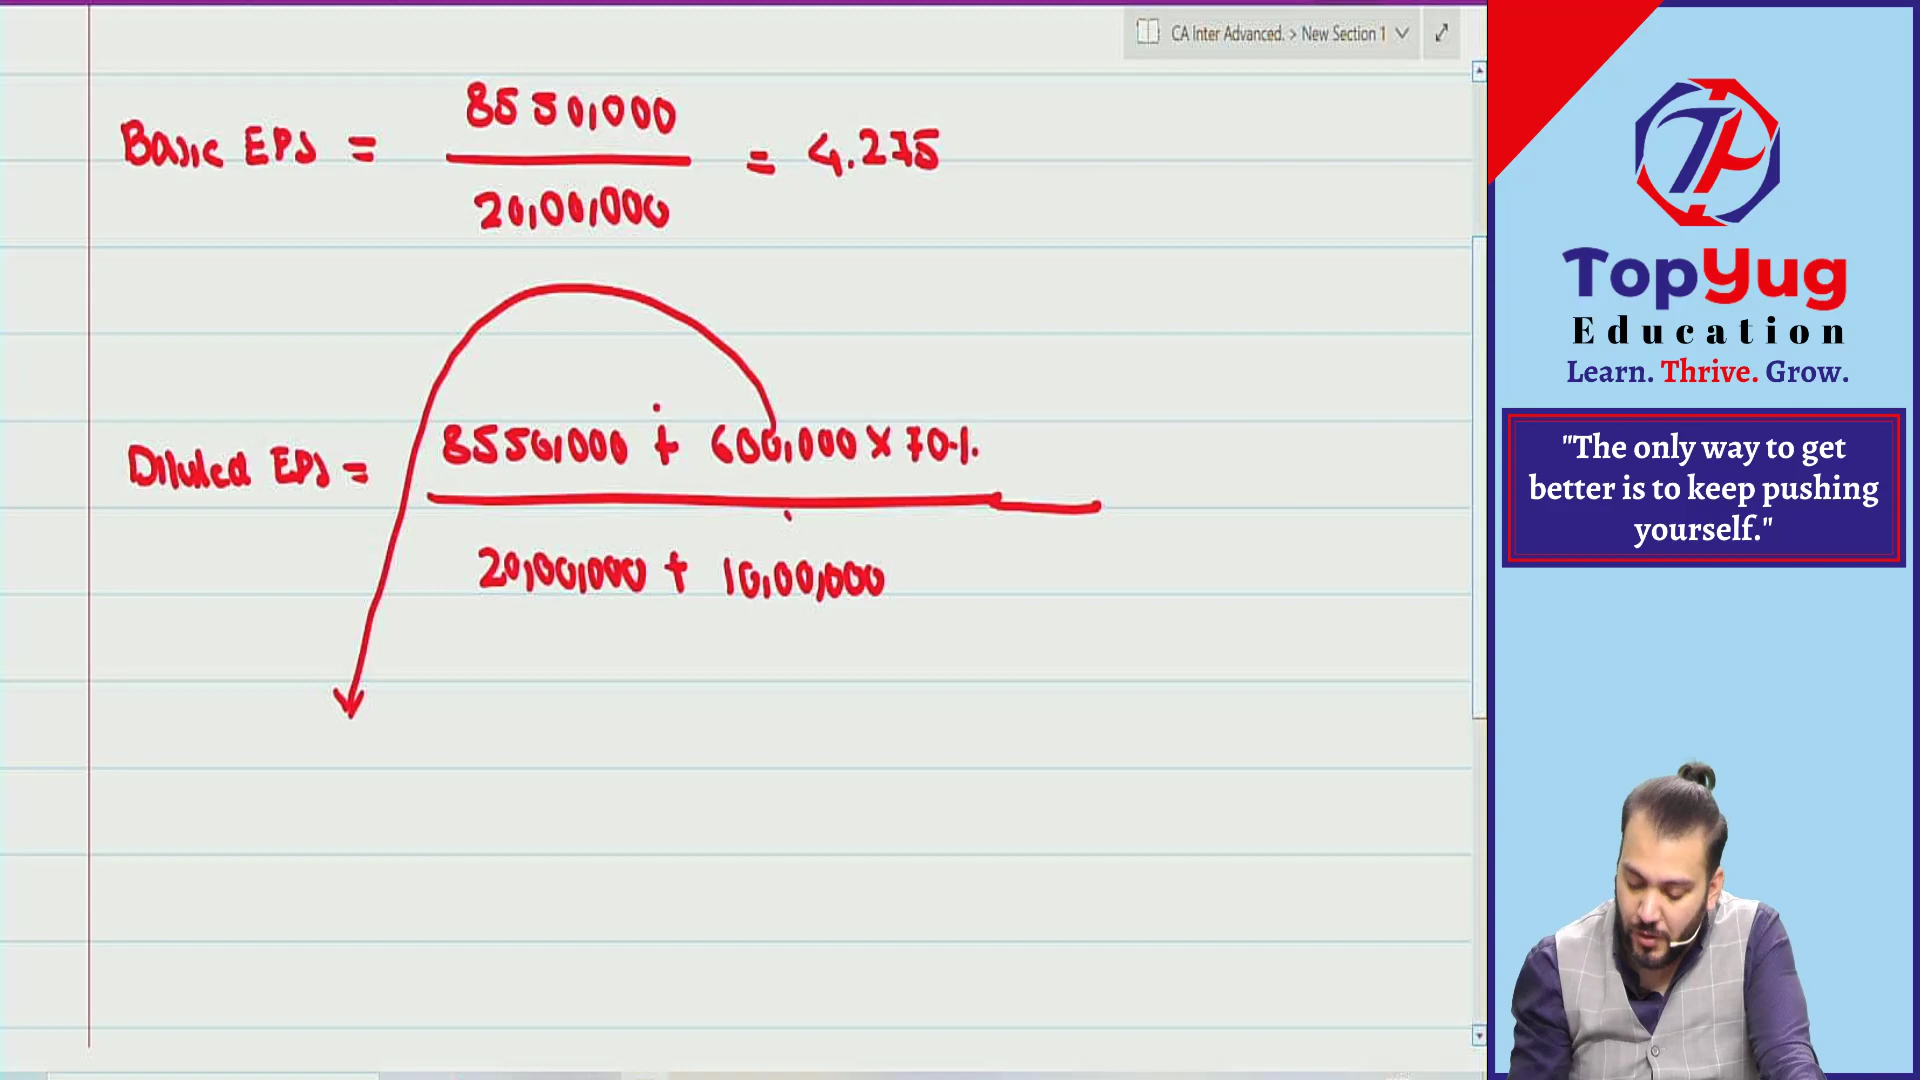 CA Inter Advanced. > New Section 1
Basic EPS = 8550,000 / 20,00,000 = 4.275
Diluted EPS = 8550,000 + 600,000 × 70%
20,00,000 + 10,00,000
TopYug
Education
Learn. Thrive. Grow.
"The only way to get
better is to keep pushing
yourself."